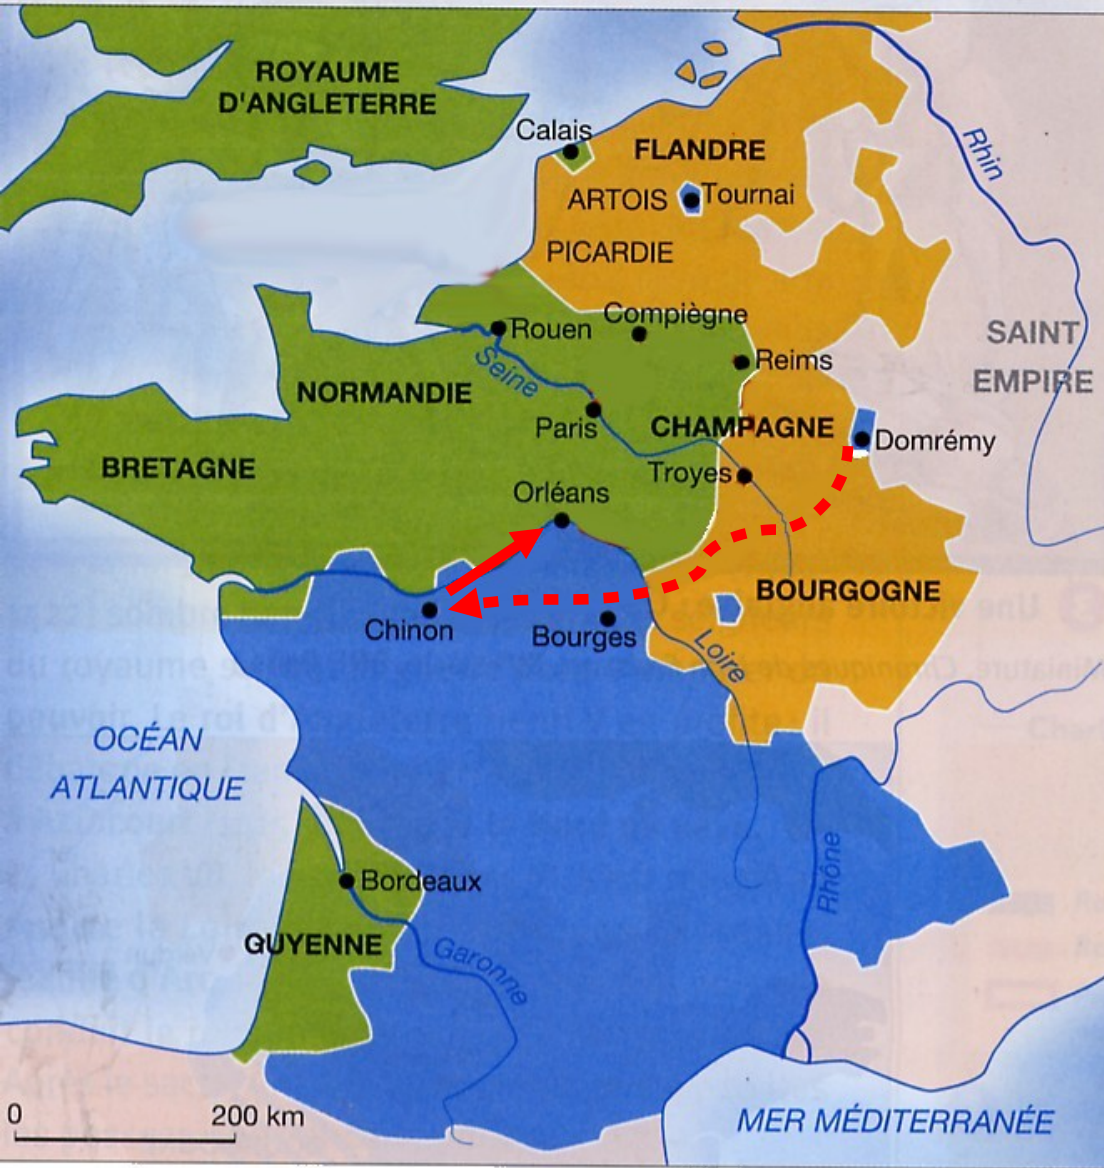 ROYAUME
D'ANGLETERRE
Calais
FLANDRE
Rhin
ARTOIS
Tournai
PICARDIE
Compiègne
Rouen
SAINT
EMPIRE
Seine
Reims
NORMANDIE
Paris
CHAMPAGNE
Domrémy
BRETAGNE
Troyes
Orléans
BOURGOGNE
Chinon
Bourges
Loire
OCÉAN
ATLANTIQUE
Rhône
Bordeaux
GUYENNE
Garonne
0
200 km
MER MÉDITERRANÉE